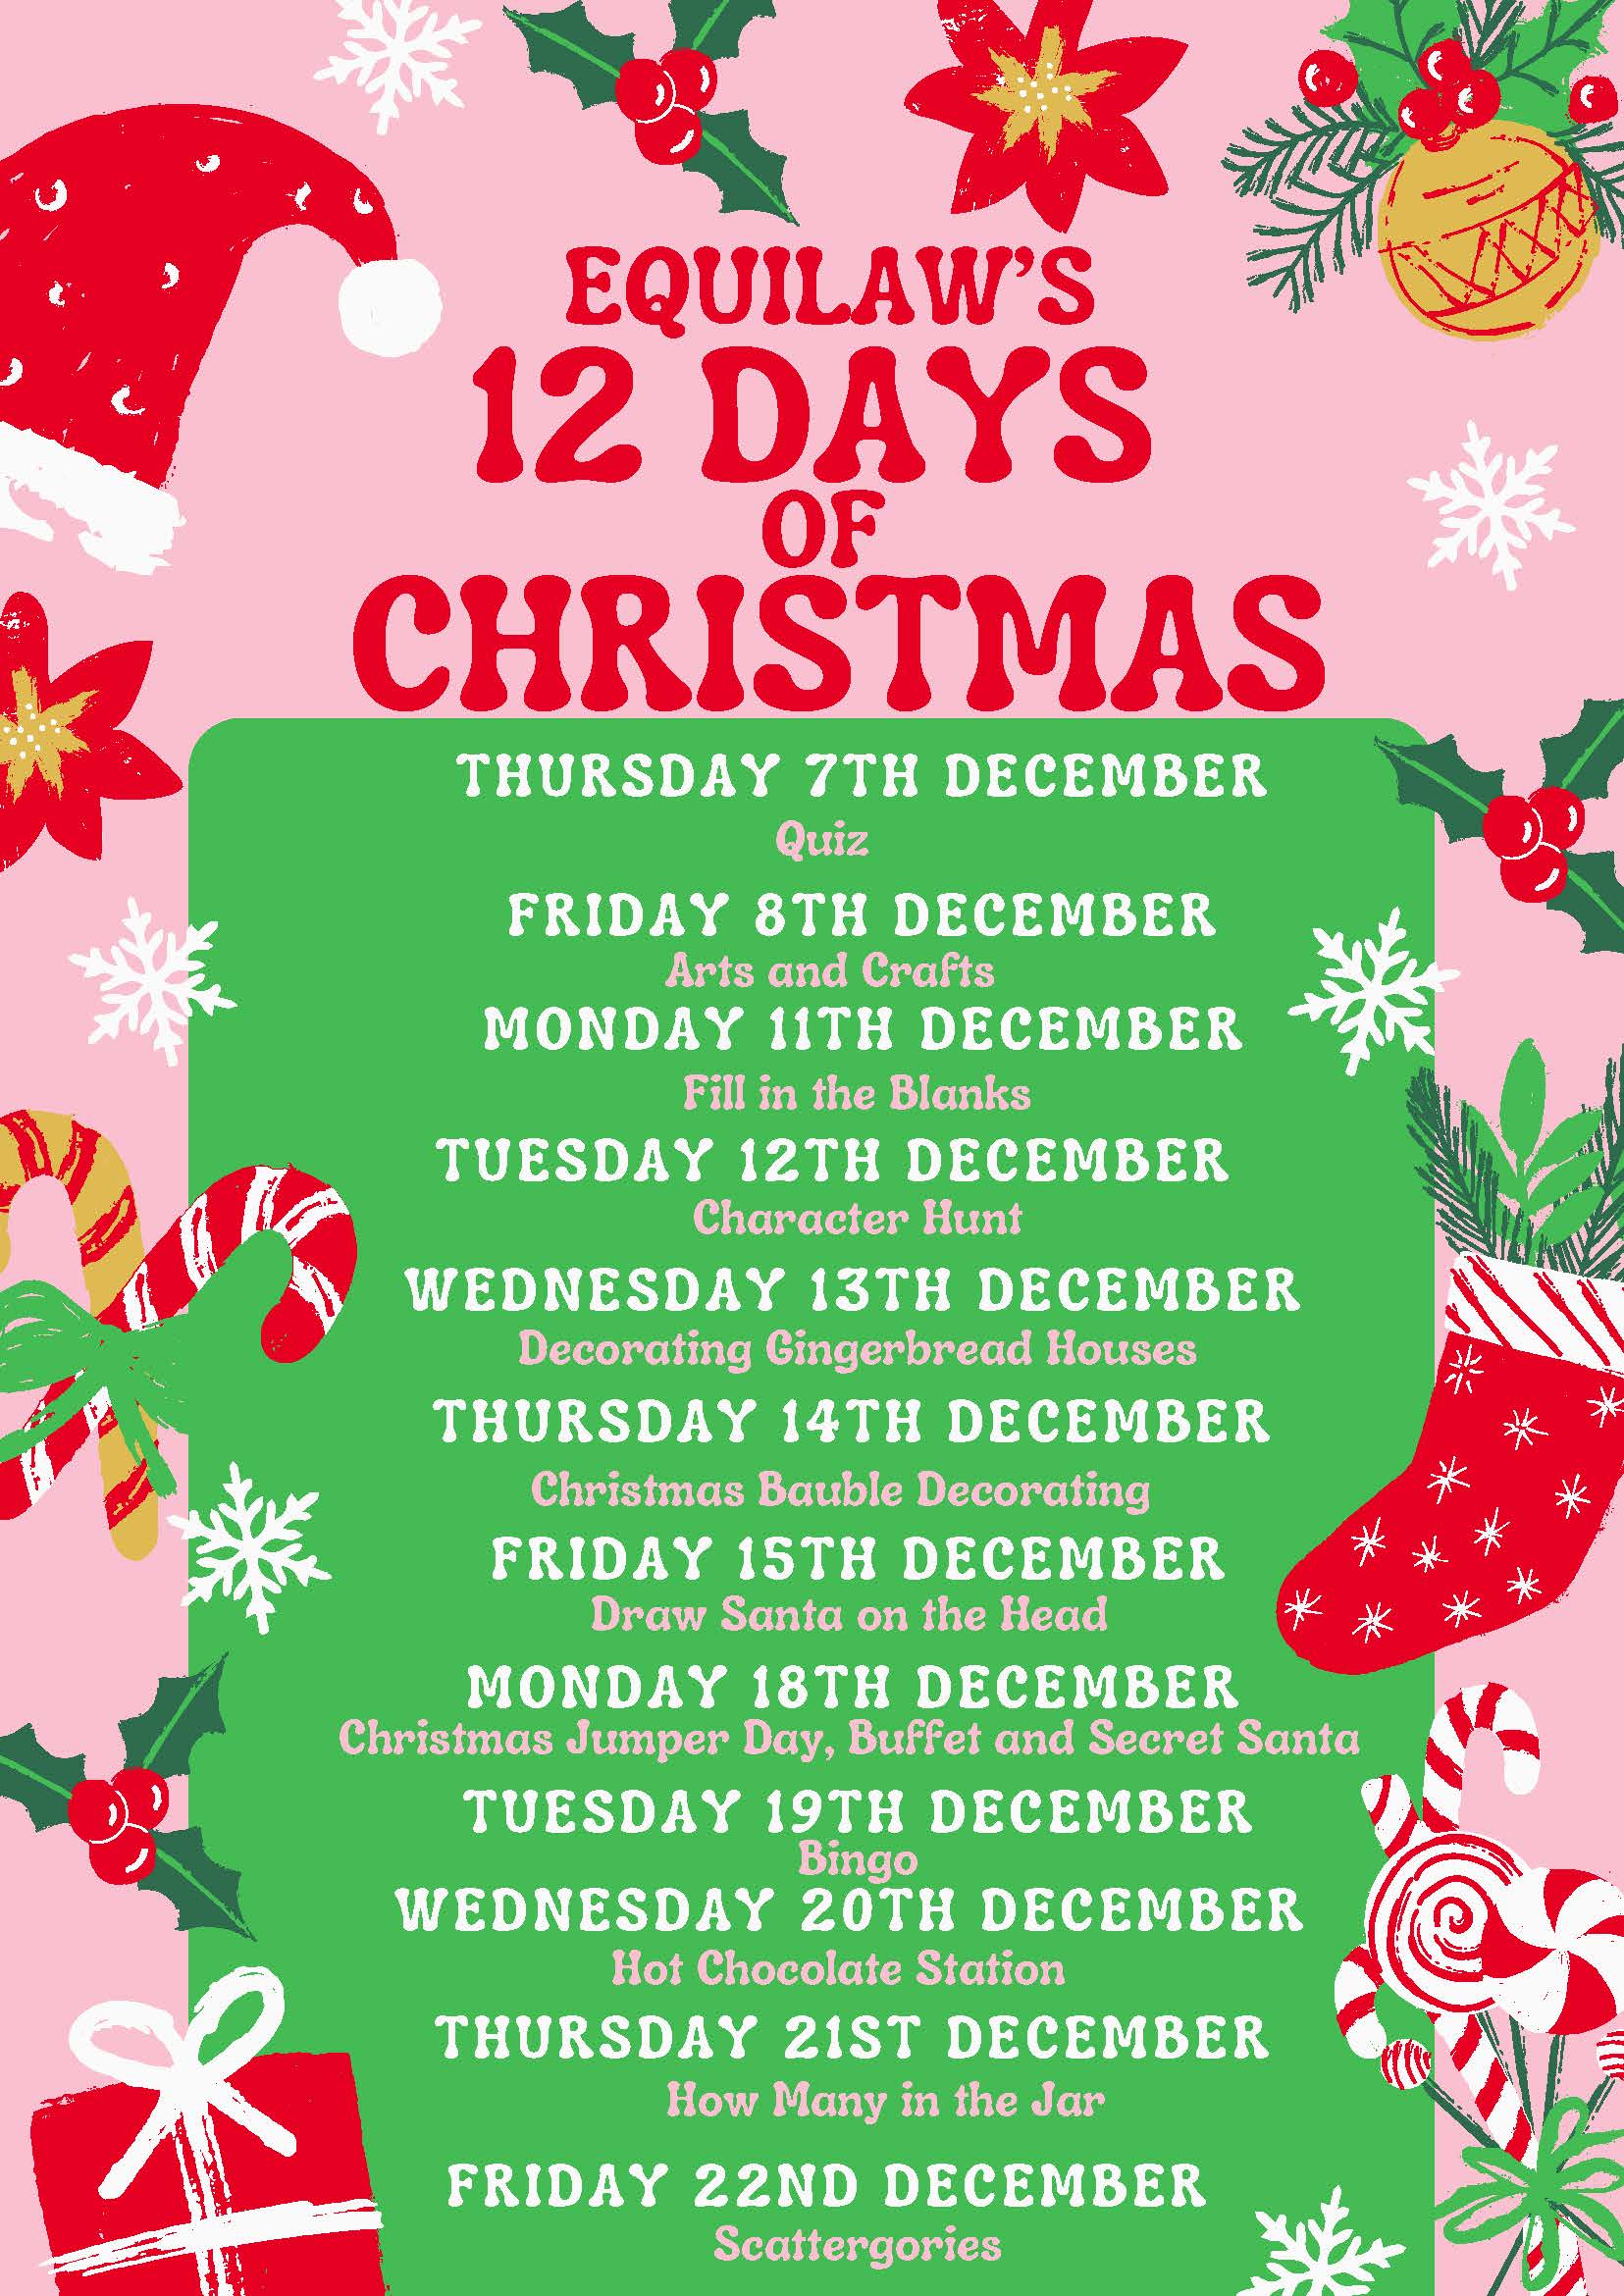 EQUILAW'S
12 DAYS
OF
CHRISTMAS
THURSDAY 7TH DECEMBER
Quiz
FRIDAY 8TH DECEMBER
Arts and Crafts
MONDAY 11TH DECEMBER
Fill in the Blanks
TUESDAY 12TH DECEMBER
Character Hunt
WEDNESDAY 13TH DECEMBER
Decorating Gingerbread Houses
THURSDAY 14TH DECEMBER
Christmas Bauble Decorating
FRIDAY 15TH DECEMBER
Draw Santa on the Head
MONDAY 18TH DECEMBER
Christmas Jumper Day, Buffet and Secret Santa
TUESDAY 19TH DECEMBER
Bingo
WEDNESDAY 20TH DECEMBER
Hot Chocolate Station
THURSDAY 21ST DECEMBER
How Many in the Jar
FRIDAY 22ND DECEMBER
Scattergories